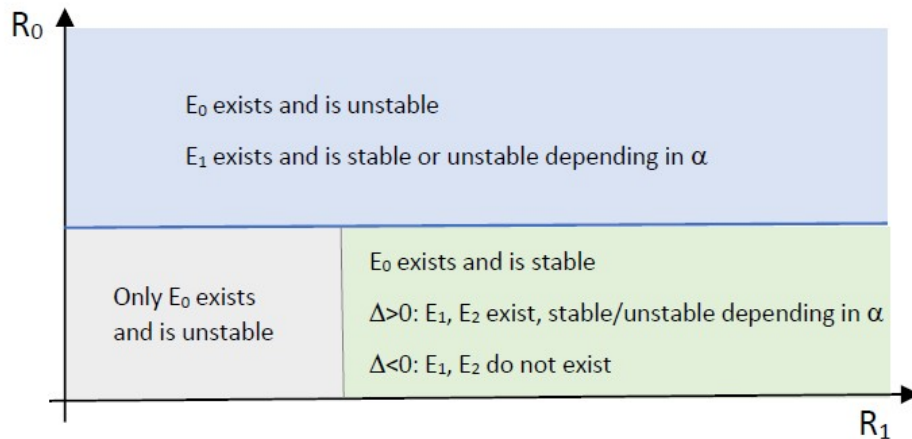 R₀
E₀ exists and is unstable
E₁ exists and is stable or unstable depending in α
E₀ exists and is stable
Only E₀ exists
and is unstable
Δ>0: E₁, E₂ exist, stable/unstable depending in α
Δ<0: E₁, E₂ do not exist
R₁